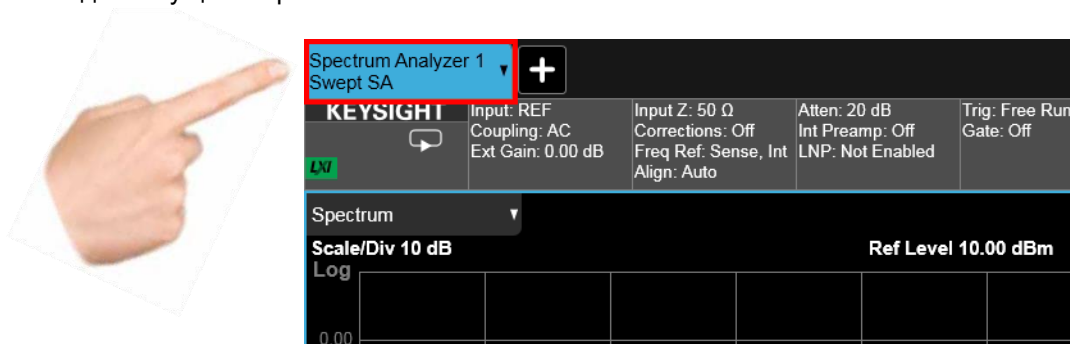 Spectrum Analyzer 1
Swept SA
KEYSIGHT
LXI
Input: REF
Coupling: AC
Ext Gain: 0.00 dB
Input Z: 50 Ω
Corrections: Off
Freq Ref: Sense, Int
Align: Auto
Atten: 20 dB
Int Preamp: Off
LNP: Not Enabled
Trig: Free Run
Gate: Off
Spectrum
Scale/Div 10 dB
Ref Level 10.00 dBm
Log
0.00